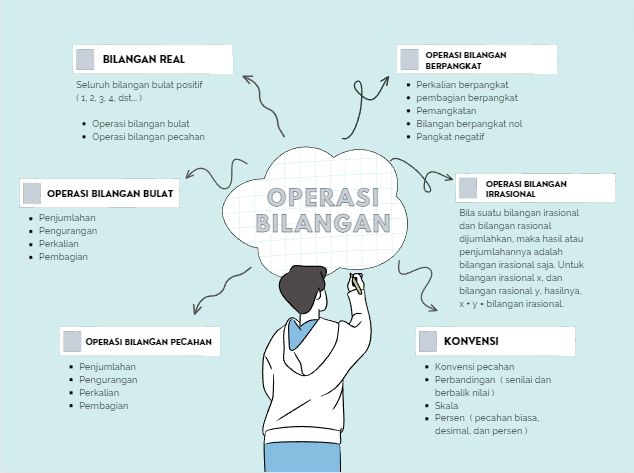 BILANGAN REAL
Seluruh bilangan bulat positif
( 1, 2, 3, 4, dst... )
Operasi bilangan bulat
Operasi bilangan pecahan
OPERASI BILANGAN
BERPANGKAT
Perkalian berpangkat
pembagian berpangkat
Pemangkatan
Bilangan berpangkat nol
Pangkat negatif
OPERASI BILANGAN BULAT
Penjumlahan
Pengurangan
Perkalian
Pembagian
OPERASI
BILANGAN
OPERASI BILANGAN
IRRASIONAL
Bila suatu bilangan irasional
dan bilangan rasional
dijumlahkan, maka hasil atau
penjumlahannya adalah
bilangan irasional saja. Untuk
bilangan irasional x, dan
bilangan rasional y, hasilnya,
x + y = bilangan irasional.
OPERASI BILANGAN PECAHAN
Penjumlahan
Pengurangan
Perkalian
Pembagian
KONVENSI
Konvensi pecahan
Perbandingan ( senilai dan
berbalik nilai )
Skala
Persen ( pecahan biasa,
desimal, dan persen )